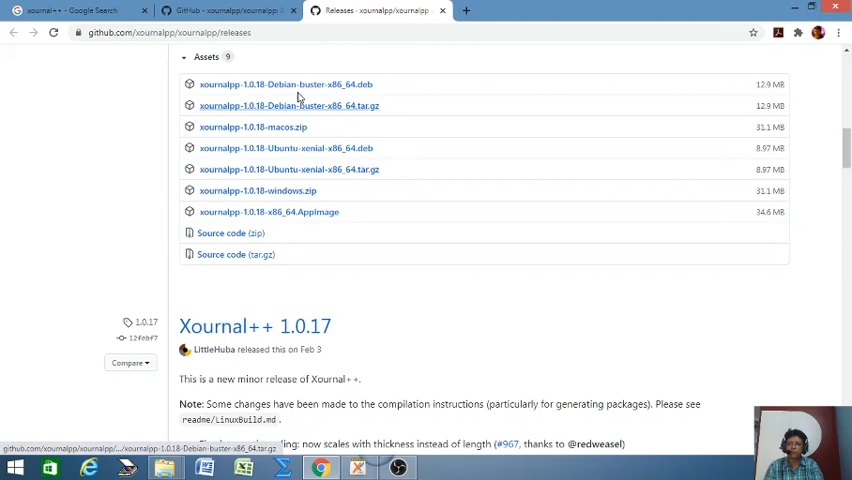 xournal++ - Google Search
GitHub - xournalpp/xournalpp: X
Releases · xournalpp/xournalpp
github.com/xournalpp/xournalpp/releases
Assets 9
xournalpp-1.0.18-Debian-buster-x86_64.deb 12.9 MB
xournalpp-1.0.18-Debian-buster-x86_64.tar.gz 12.9 MB
xournalpp-1.0.18-macos.zip 31.1 MB
xournalpp-1.0.18-Ubuntu-xenial-x86_64.deb 8.97 MB
xournalpp-1.0.18-Ubuntu-xenial-x86_64.tar.gz 8.97 MB
xournalpp-1.0.18-windows.zip 31.1 MB
xournalpp-1.0.18-x86_64.AppImage 34.6 MB
Source code (zip)
Source code (tar.gz)
1.0.17
12febf7
Compare
Xournal++ 1.0.17
LittleHuba released this on Feb 3
This is a new minor release of Xournal++.
Note: Some changes have been made to the compilation instructions (particularly for generating packages). Please see
readme/LinuxBuild.md .
now scales with thickness instead of length (#967, thanks to @redweasel)
github.com/xournalpp/xournalpp/.../xournalpp-1.0.18-Debian-buster-x86_64.tar.gz